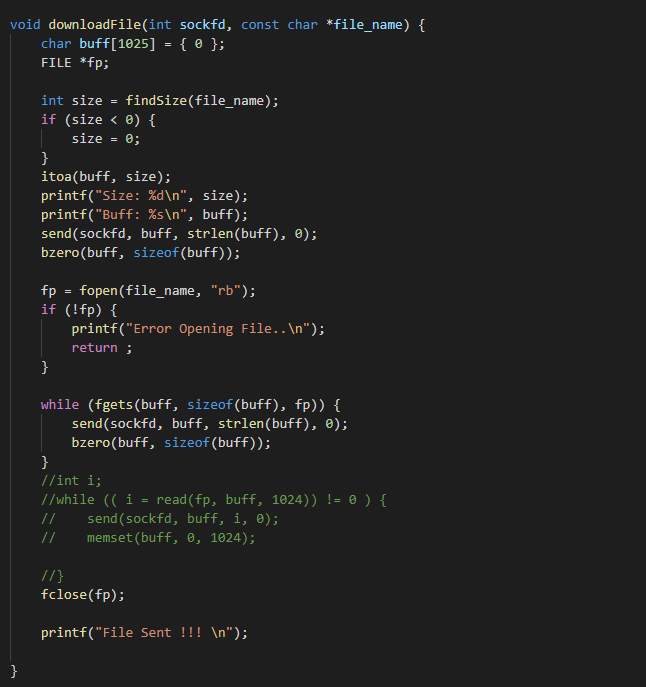 void downloadFile(int sockfd, const char *file_name) {
    char buff[1025] = { 0 };
    FILE *fp;

    int size = findSize(file_name);
    if (size < 0) {
        size = 0;
    }
    itoa(buff, size);
    printf("Size: %d\n", size);
    printf("Buff: %s\n", buff);
    send(sockfd, buff, strlen(buff), 0);
    bzero(buff, sizeof(buff));

    fp = fopen(file_name, "rb");
    if (!fp) {
        printf("Error Opening File..\n");
        return ;
    }

    while (fgets(buff, sizeof(buff), fp)) {
        send(sockfd, buff, strlen(buff), 0);
        bzero(buff, sizeof(buff));
    }
    //int i;
    //while (( i = read(fp, buff, 1024)) != 0 ) {
    //    send(sockfd, buff, i, 0);
    //    memset(buff, 0, 1024);

    //}
    fclose(fp);

    printf("File Sent !!! \n");

}